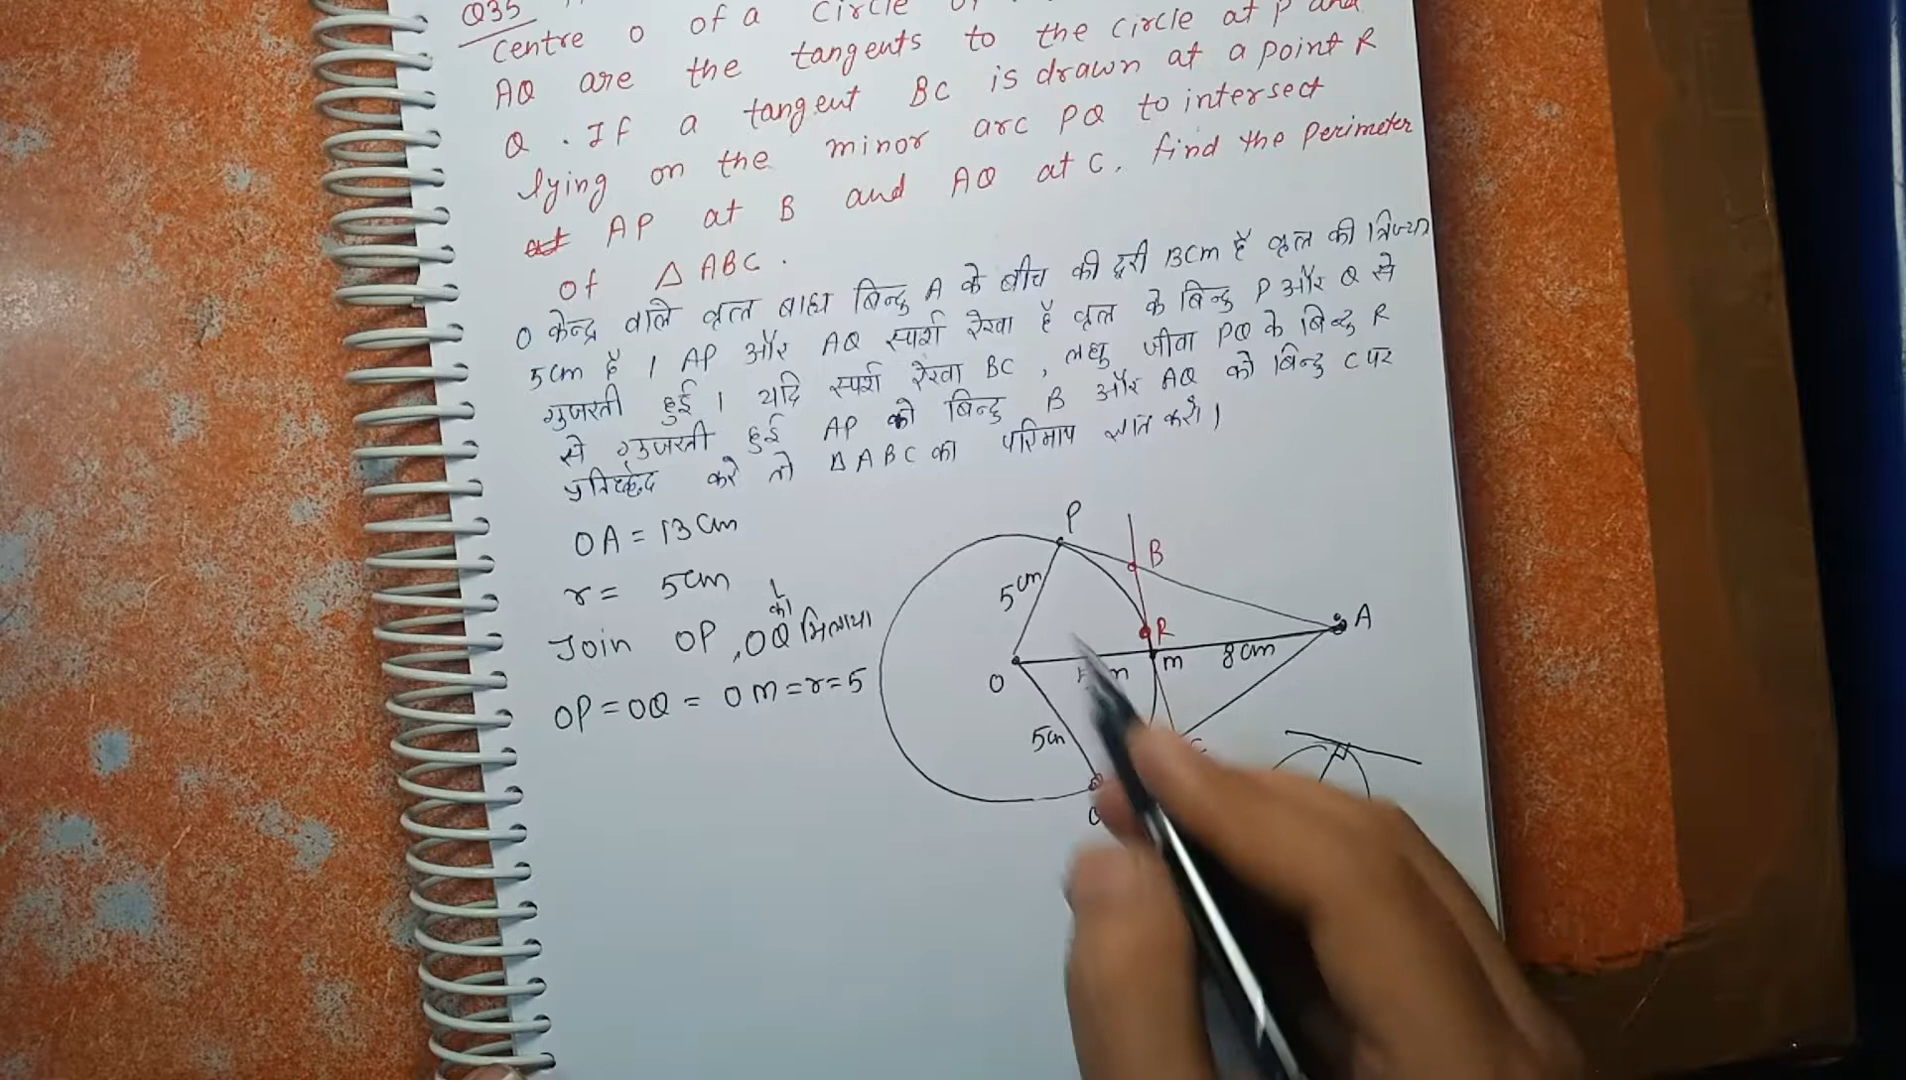 Q35
centre O of a circle of
AQ are the tangents to the circle at P and
Q. If a tangent BC is drawn at a point R
lying on the minor arc PQ to intersect
at AP at B and AQ at C. find the perimeter
of △ ABC.
O केन्द्र वाले वृत्त बाह्य बिन्दु A के बीच की दूरी 13cm है वृत्त की त्रिज्या
5cm है । AP और AQ स्पर्श रेखा है वृत्त के बिन्दु P और Q से
गुजरती हुई । यदि स्पर्श रेखा BC , लघु जीवा PQ के बिन्दु R
से गुजरती हुई AP को बिन्दु B और AQ को बिन्दु C पर
प्रतिच्छेद करे तो △ABC का परिमाप ज्ञात करो ।
OA = 13 cm
r = 5cm
को
Join OP, OQ मिलाया
OP = OQ = OM = r = 5
P
B
5cm
R
A
8cm
m
O
5cm
C